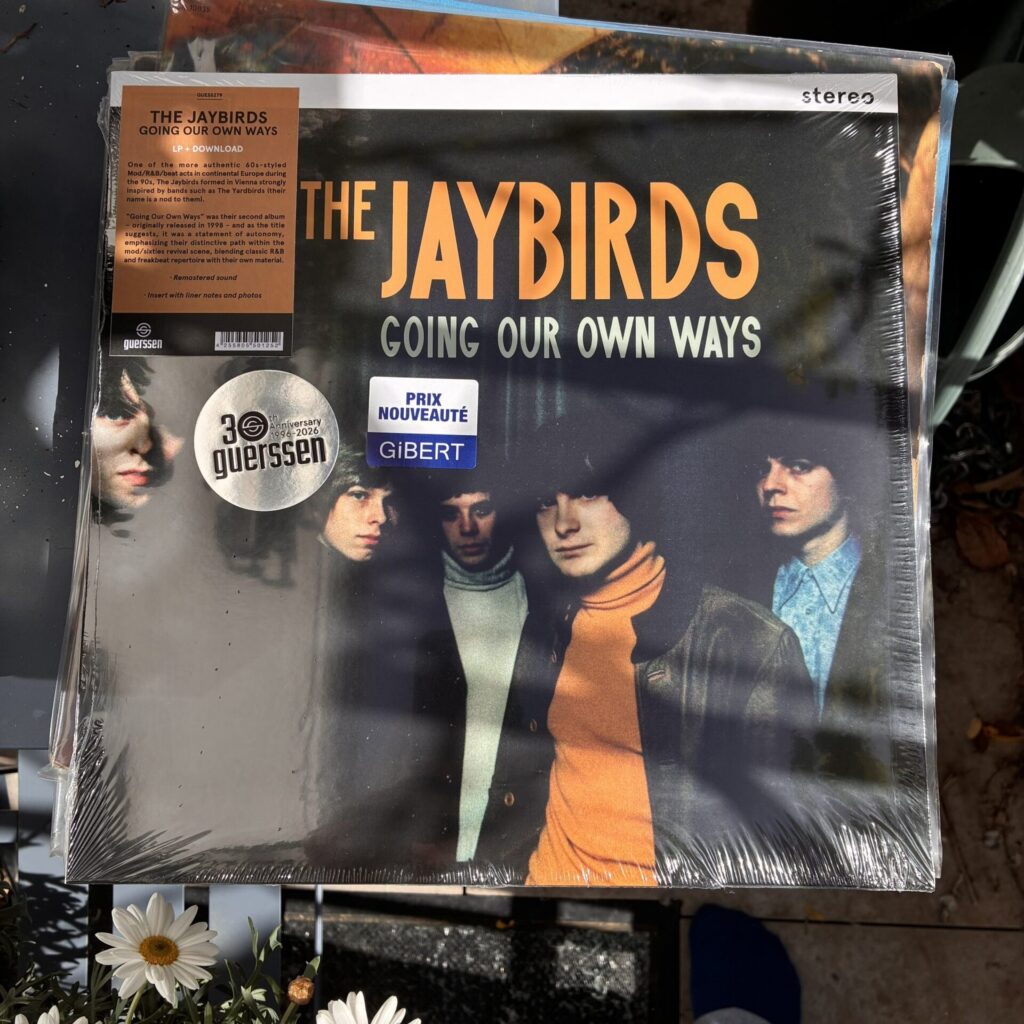 stereo
GUESS279
THE JAYBIRDS
GOING OUR OWN WAYS
LP + DOWNLOAD
One of the more authentic 60s-styled
Mod/R&B/beat acts in continental Europe during
the 90s, The Jaybirds formed in Vienna strongly
inspired by bands such as The Yardbirds (their
name is a nod to them).
"Going Our Own Ways" was their second album
– originally released in 1998 – and as the title
suggests, it was a statement of autonomy,
emphasizing their distinctive path within the
mod/sixties revival scene, blending classic R&B
and freakbeat repertoire with their own material.
· Remastered sound
· Insert with liner notes and photos
guerssen
THE JAYBIRDS
GOING OUR OWN WAYS
30th Anniversary
1996-2026
guerssen
PRIX
NOUVEAUTÉ
GiBERT